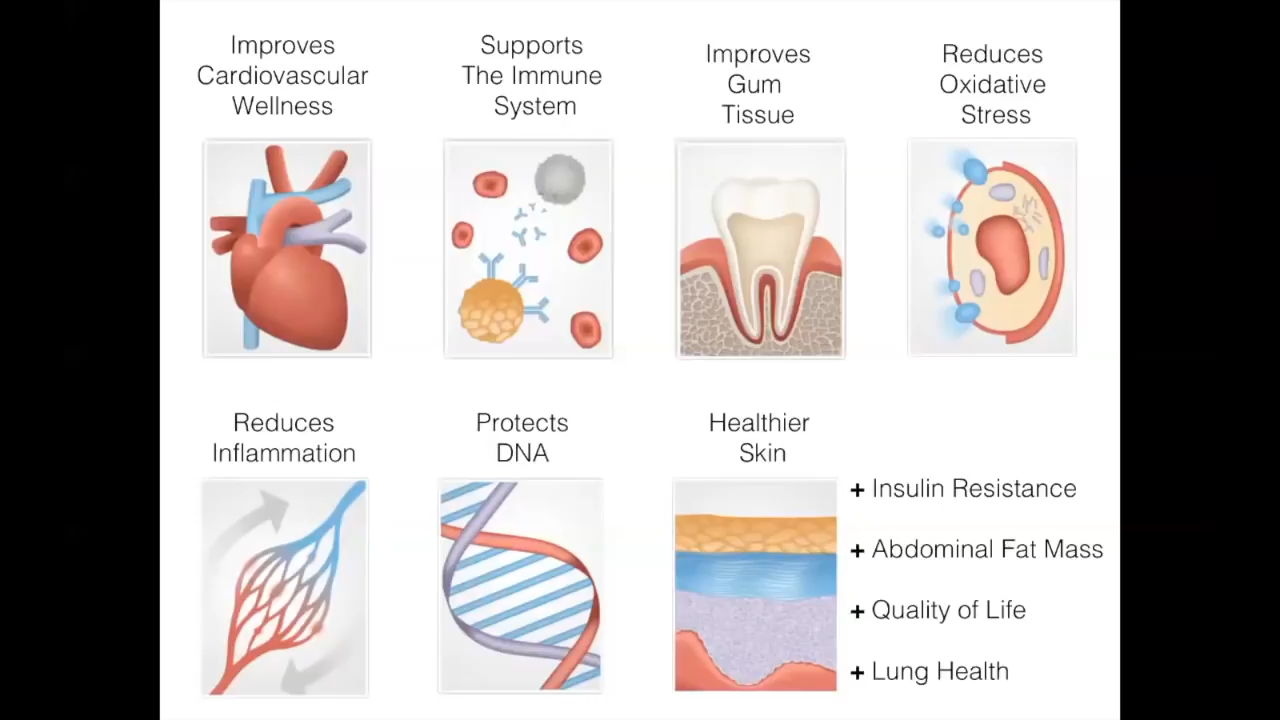 Improves
Cardiovascular
Wellness
Supports
The Immune
System
Improves
Gum
Tissue
Reduces
Oxidative
Stress
Reduces
Inflammation
Protects
DNA
Healthier
Skin
+ Insulin Resistance
+ Abdominal Fat Mass
+ Quality of Life
+ Lung Health